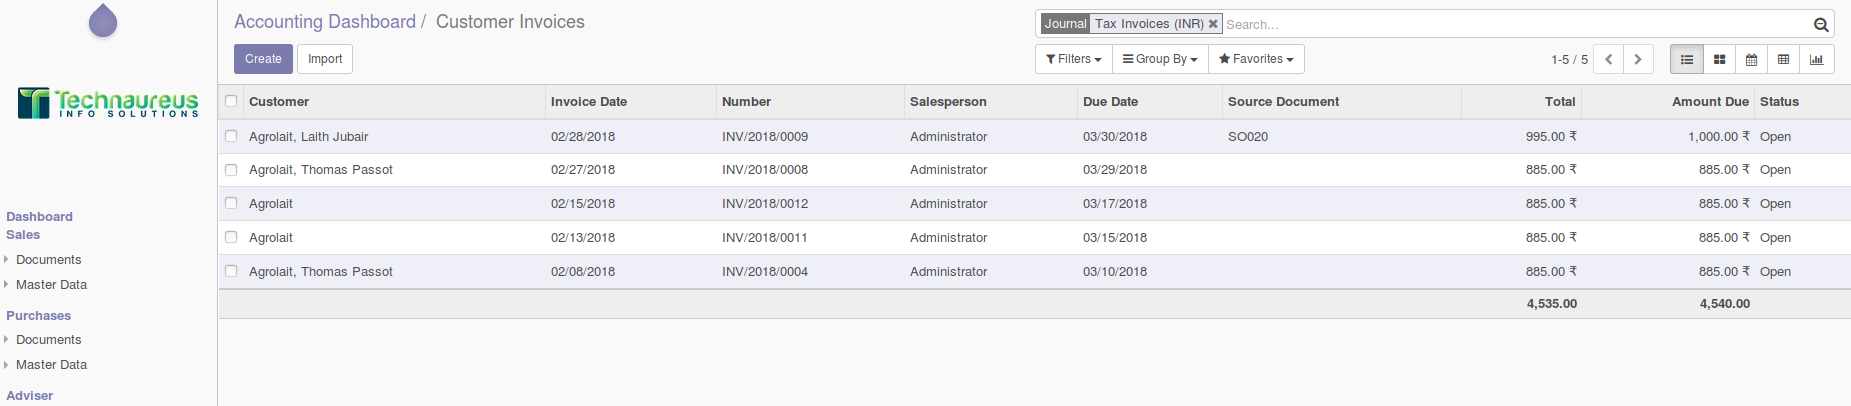 Accounting Dashboard / Customer Invoices
Journal Tax Invoices (INR) ✖ Search...
Create Import
Filters Group By Favorites 1-5 / 5
Technaureus
INFO SOLUTIONS
Customer Invoice Date Number Salesperson Due Date Source Document Total Amount Due Status
Agrolait, Laith Jubair 02/28/2018 INV/2018/0009 Administrator 03/30/2018 SO020 995.00 ₹ 1,000.00 ₹ Open
Agrolait, Thomas Passot 02/27/2018 INV/2018/0008 Administrator 03/29/2018 885.00 ₹ 885.00 ₹ Open
Agrolait 02/15/2018 INV/2018/0012 Administrator 03/17/2018 885.00 ₹ 885.00 ₹ Open
Agrolait 02/13/2018 INV/2018/0011 Administrator 03/15/2018 885.00 ₹ 885.00 ₹ Open
Agrolait, Thomas Passot 02/08/2018 INV/2018/0004 Administrator 03/10/2018 885.00 ₹ 885.00 ₹ Open
4,535.00 4,540.00
Dashboard
Sales
Documents
Master Data
Purchases
Documents
Master Data
Adviser